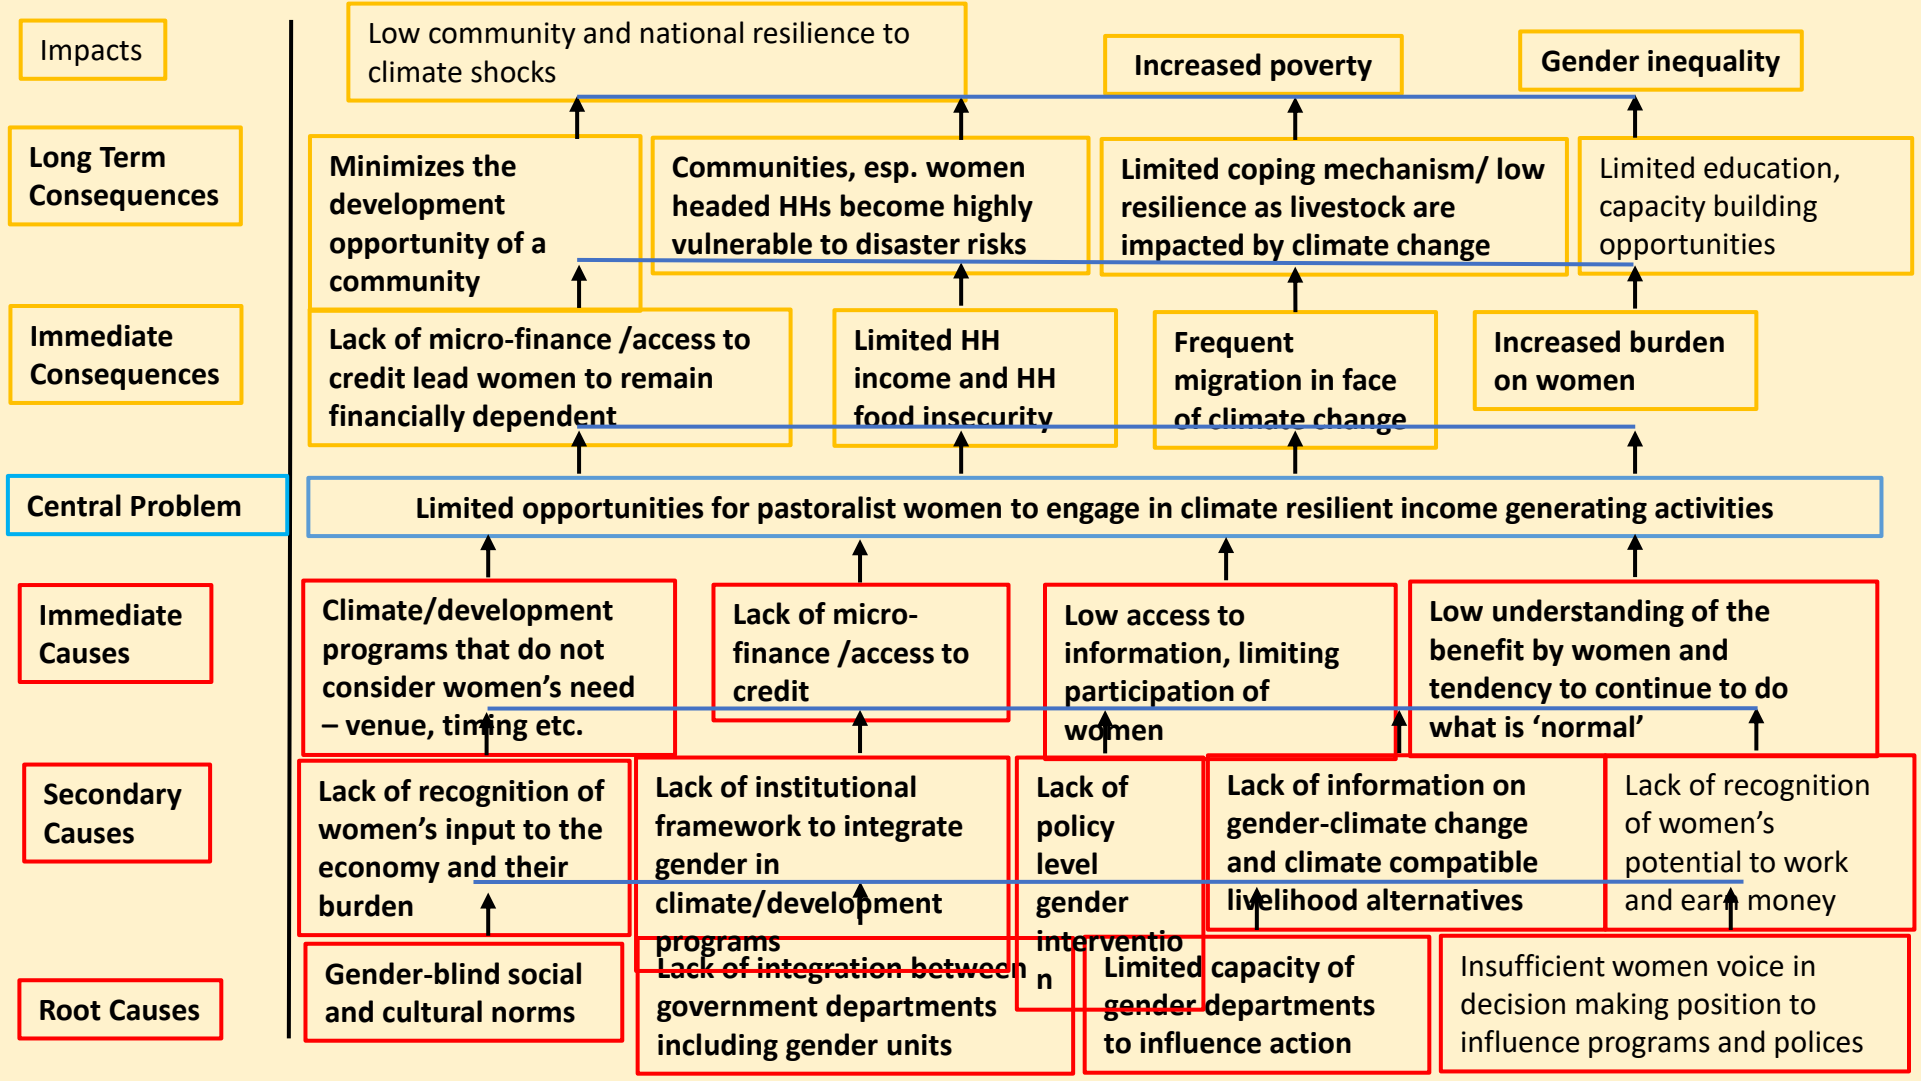 Impacts
Low community and national resilience to
climate shocks
Increased poverty
Gender inequality
Long Term
Consequences
Minimizes the
development
opportunity of a
community
Communities, esp. women
headed HHs become highly
vulnerable to disaster risks
Limited coping mechanism/ low
resilience as livestock are
impacted by climate change
Limited education,
capacity building
opportunities
Immediate
Consequences
Lack of micro-finance /access to
credit lead women to remain
financially dependent
Limited HH
income and HH
food insecurity
Frequent
migration in face
of climate change
Increased burden
on women
Central Problem
Limited opportunities for pastoralist women to engage in climate resilient income generating activities
Immediate
Causes
Climate/development
programs that do not
consider women’s need
– venue, timing etc.
Lack of micro-
finance /access to
credit
Low access to
information, limiting
participation of
women
Low understanding of the
benefit by women and
tendency to continue to do
what is ‘normal’
Secondary
Causes
Lack of recognition of
women’s input to the
economy and their
burden
Lack of institutional
framework to integrate
gender in
climate/development
programs
Lack of
policy
level
gender
interventio
n
Lack of information on
gender-climate change
and climate compatible
livelihood alternatives
Lack of recognition
of women’s
potential to work
and earn money
Root Causes
Gender-blind social
and cultural norms
Lack of integration between
government departments
including gender units
Limited capacity of
gender departments
to influence action
Insufficient women voice in
decision making position to
influence programs and polices